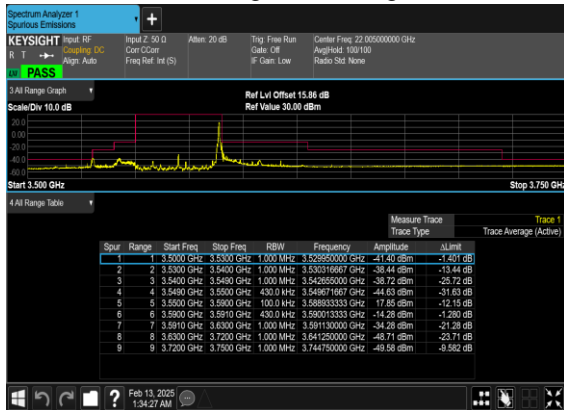 Spectrum Analyzer 1
Spurious Emissions
KEYSIGHT Input: RF Input Z: 50 Ω Atten: 20 dB Trig: Free Run Center Freq: 22.005000000 GHz
R T Coupling: DC Corr CCorr Gate: Off Avg|Hold: 100/100
Align: Auto Freq Ref: Int (S) IF Gain: Low Radio Std: None
LXI PASS
3 All Range Graph
Ref Lvl Offset 15.86 dB
Scale/Div 10.0 dB Ref Value 30.00 dBm
20.0
0.00
-20.0
-40.0
-60.0
Start 3.500 GHz Stop 3.750 GHz
4 All Range Table
Measure Trace Trace 1
Trace Type Trace Average (Active)
Spur Range Start Freq Stop Freq RBW Frequency Amplitude ΔLimit
1 1 3.5000 GHz 3.5300 GHz 1.000 MHz 3.529950000 GHz -41.40 dBm -1.401 dB
2 2 3.5300 GHz 3.5400 GHz 1.000 MHz 3.530316667 GHz -38.44 dBm -13.44 dB
3 3 3.5400 GHz 3.5490 GHz 1.000 MHz 3.542655000 GHz -38.72 dBm -25.72 dB
4 4 3.5490 GHz 3.5500 GHz 430.0 kHz 3.549671667 GHz -44.63 dBm -31.63 dB
5 5 3.5500 GHz 3.5900 GHz 100.0 kHz 3.588933333 GHz 17.85 dBm -12.15 dB
6 6 3.5900 GHz 3.5910 GHz 430.0 kHz 3.590013333 GHz -14.28 dBm -1.280 dB
7 7 3.5910 GHz 3.6300 GHz 1.000 MHz 3.591130000 GHz -34.28 dBm -21.28 dB
8 8 3.6300 GHz 3.7200 GHz 1.000 MHz 3.641250000 GHz -48.71 dBm -23.71 dB
9 9 3.7200 GHz 3.7500 GHz 1.000 MHz 3.744750000 GHz -49.58 dBm -9.582 dB
Feb 13, 2025
1:34:27 AM